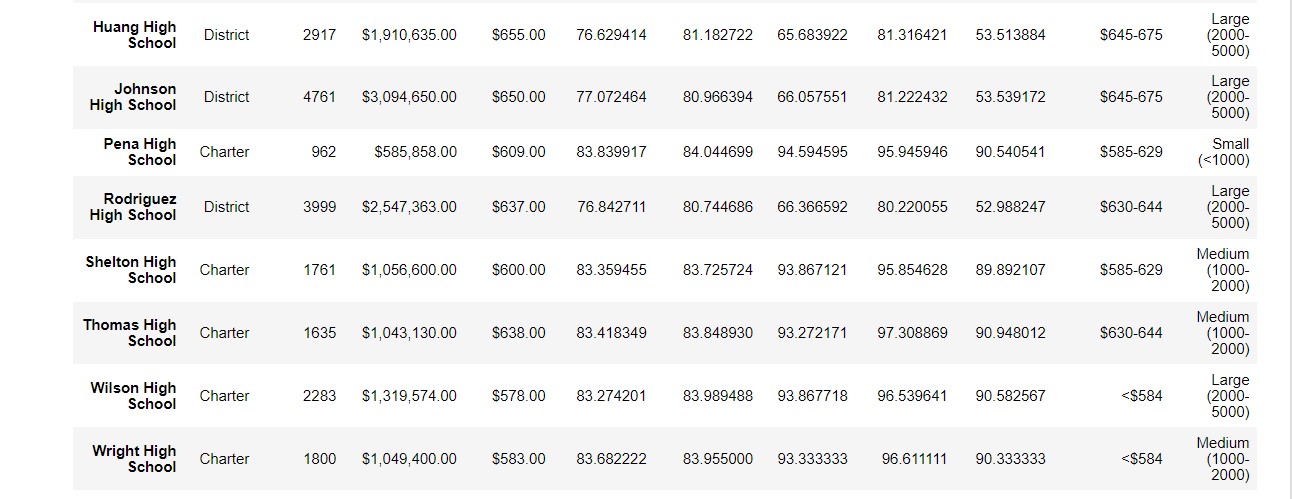 Huang High School District 2917 $1,910,635.00 $655.00 76.629414 81.182722 65.683922 81.316421 53.513884 $645-675 Large (2000-5000)
Johnson High School District 4761 $3,094,650.00 $650.00 77.072464 80.966394 66.057551 81.222432 53.539172 $645-675 Large (2000-5000)
Pena High School Charter 962 $585,858.00 $609.00 83.839917 84.044699 94.594595 95.945946 90.540541 $585-629 Small (<1000)
Rodriguez High School District 3999 $2,547,363.00 $637.00 76.842711 80.744686 66.366592 80.220055 52.988247 $630-644 Large (2000-5000)
Shelton High School Charter 1761 $1,056,600.00 $600.00 83.359455 83.725724 93.867121 95.854628 89.892107 $585-629 Medium (1000-2000)
Thomas High School Charter 1635 $1,043,130.00 $638.00 83.418349 83.848930 93.272171 97.308869 90.948012 $630-644 Medium (1000-2000)
Wilson High School Charter 2283 $1,319,574.00 $578.00 83.274201 83.989488 93.867718 96.539641 90.582567 <$584 Large (2000-5000)
Wright High School Charter 1800 $1,049,400.00 $583.00 83.682222 83.955000 93.333333 96.611111 90.333333 <$584 Medium (1000-2000)